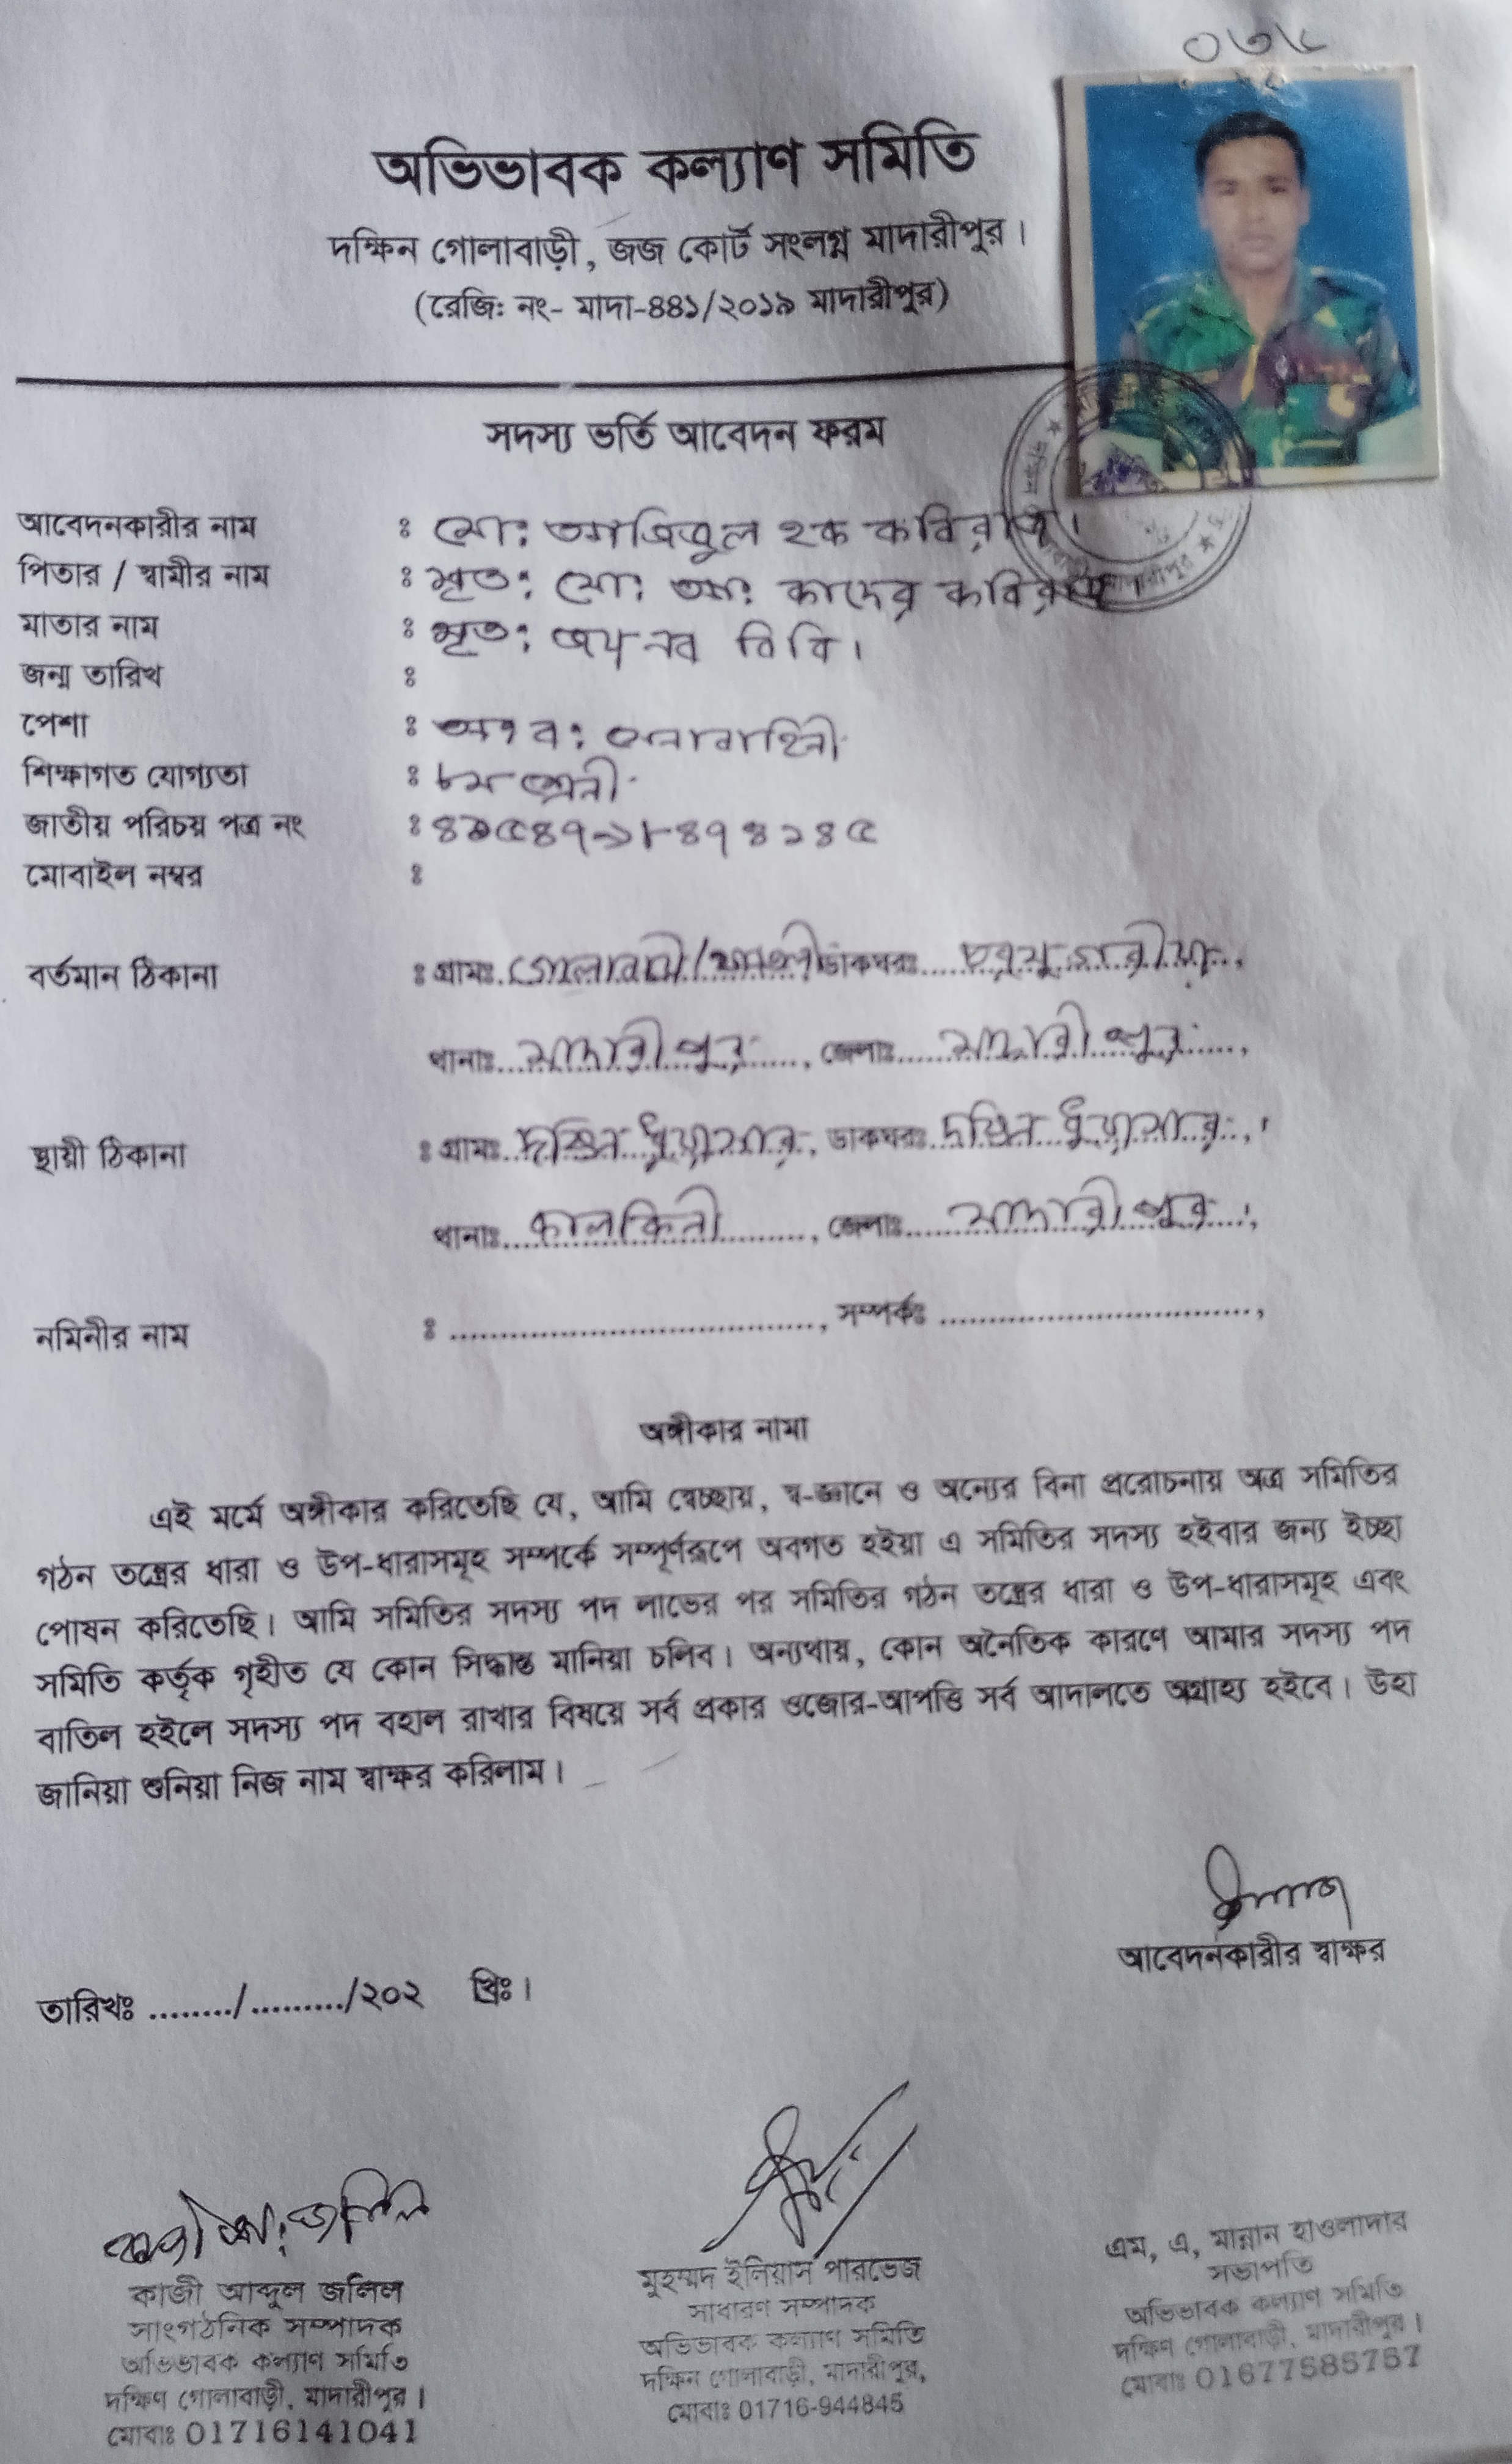 অভিভাবক কল্যাণ সমিতি
দক্ষিন গোলাবাড়ী, জজ কোর্ট সংলগ্ন মাদারীপুর।
(রেজি: নং- মাদা-৪৪১/২০১৯ মাদারীপুর)
সদস্য ভর্তি আবেদন ফরম
আবেদনকারীর নাম : মো: আজিজুল হক কবিরাজ।
পিতার / স্বামীর নাম : মৃত: মো: আ: কাদের কবিরাজ।
মাতার নাম : মৃত: জয়নব বিবি।
জন্ম তারিখ :
পেশা : অব: সেনাবাহিনী
শিক্ষাগত যোগ্যতা : ৮ম শ্রেনী
জাতীয় পরিচয় পত্র নং :
মোবাইল নম্বর :
বর্তমান ঠিকানা : গ্রামঃ ডাকঘরঃ
থানাঃ মাদারীপুর, জেলাঃ মাদারীপুর,
স্থায়ী ঠিকানা : গ্রামঃ দক্ষিন ধুয়াসার, ডাকঘরঃ দক্ষিন ধুয়াসার,
থানাঃ কালকিনী, জেলাঃ মাদারীপুর,
নমিনীর নাম : ................, সম্পর্কঃ ................,
অঙ্গীকার নামা
এই মর্মে অঙ্গীকার করিতেছি যে, আমি স্বেচ্ছায়, স্ব-জ্ঞানে ও অন্যের বিনা প্ররোচনায় অত্র সমিতির
গঠন তন্ত্রের ধারা ও উপ-ধারাসমূহ সম্পর্কে সম্পূর্ণরূপে অবগত হইয়া এ সমিতির সদস্য হইবার জন্য ইচ্ছা
পোষন করিতেছি। আমি সমিতির সদস্য পদ লাভের পর সমিতির গঠন তন্ত্রের ধারা ও উপ-ধারাসমূহ এবং
সমিতি কর্তৃক গৃহীত যে কোন সিদ্ধান্ত মানিয়া চলিব। অন্যথায়, কোন অনৈতিক কারণে আমার সদস্য পদ
বাতিল হইলে সদস্য পদ বহাল রাখার বিষয়ে সর্ব প্রকার ওজোর-আপত্তি সর্ব আদালতে অগ্রাহ্য হইবে। উহা
জানিয়া শুনিয়া নিজ নাম স্বাক্ষর করিলাম।
আবেদনকারীর স্বাক্ষর
তারিখঃ ......../........./২০২ খ্রিঃ।
কাজী আ: জলিল
কাজী আব্দুল জলিল
সাংগঠনিক সম্পাদক
অভিভাবক কল্যাণ সমিতি
দক্ষিণ গোলাবাড়ী, মাদারীপুর।
মোবাঃ 01716141041
মুহম্মদ ইলিয়াস পারভেজ
সাধারণ সম্পাদক
অভিভাবক কল্যাণ সমিতি
দক্ষিন গোলাবাড়ী, মাদারীপুর,
মোবাঃ 01716-944845
এম, এ, মান্নান হাওলাদার
সভাপতি
অভিভাবক কল্যাণ সমিতি
দক্ষিণ গোলাবাড়ী, মাদারীপুর।
মোবাঃ 01677585757